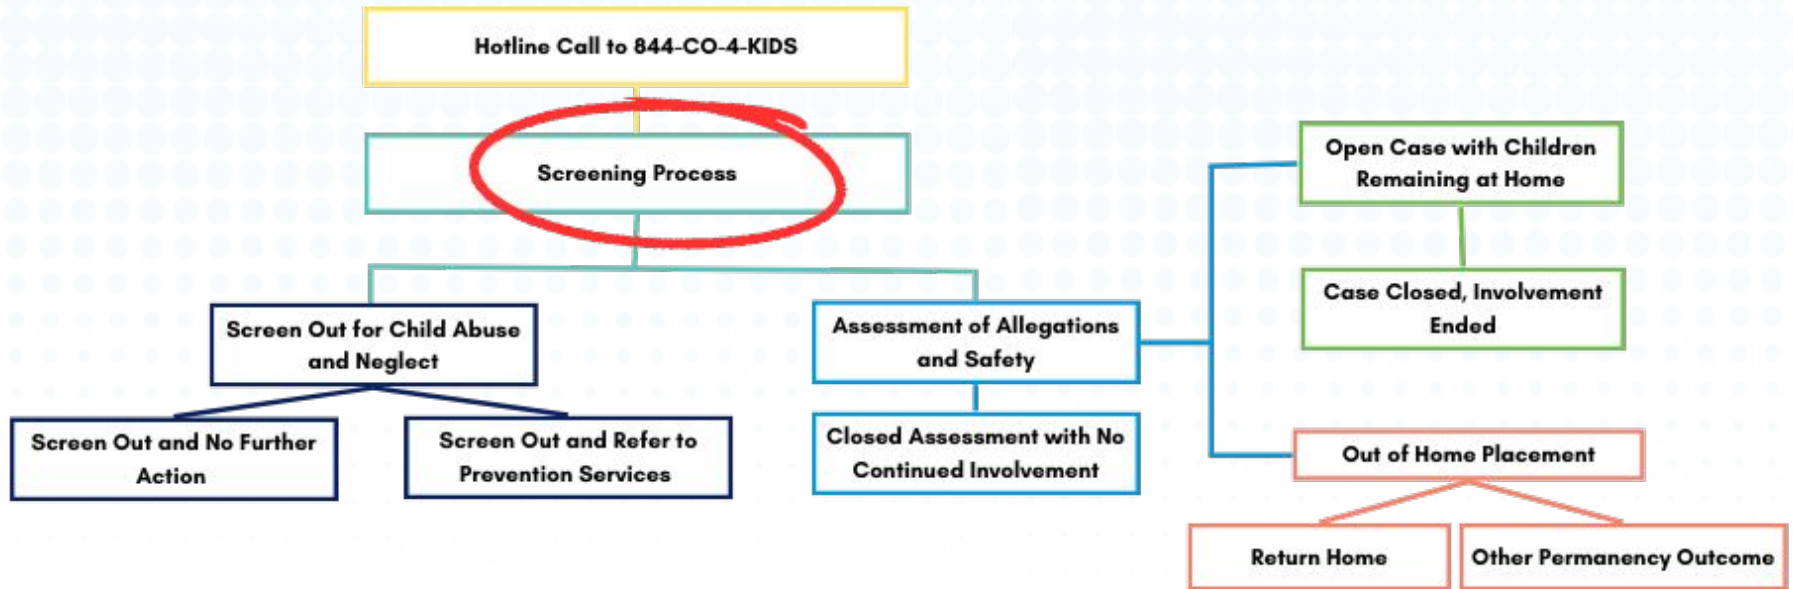 Hotline Call to 844-CO-4-KIDS
Screening Process
Screen Out for Child Abuse
and Neglect
Screen Out and No Further
Action
Screen Out and Refer to
Prevention Services
Assessment of Allegations
and Safety
Closed Assessment with No
Continued Involvement
Open Case with Children
Remaining at Home
Case Closed, Involvement
Ended
Out of Home Placement
Return Home
Other Permanency Outcome